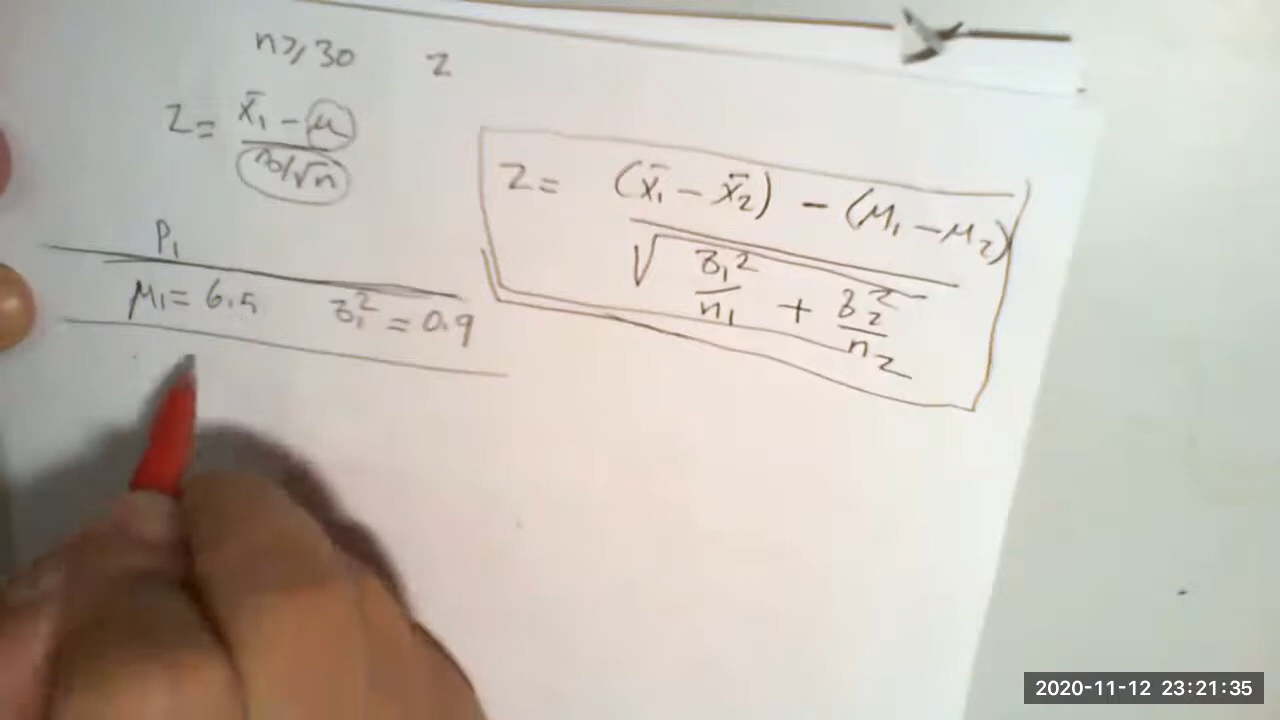 n ≥ 30 Z
Z = x̄₁ - μ
σ/√n
P₁
μ₁ = 6.5 σ₁² = 0.9
Z = (x̄₁ - x̄₂) - (μ₁ - μ₂)
√ σ₁²/n₁ + σ₂²/n₂
2020-11-12 23:21:35